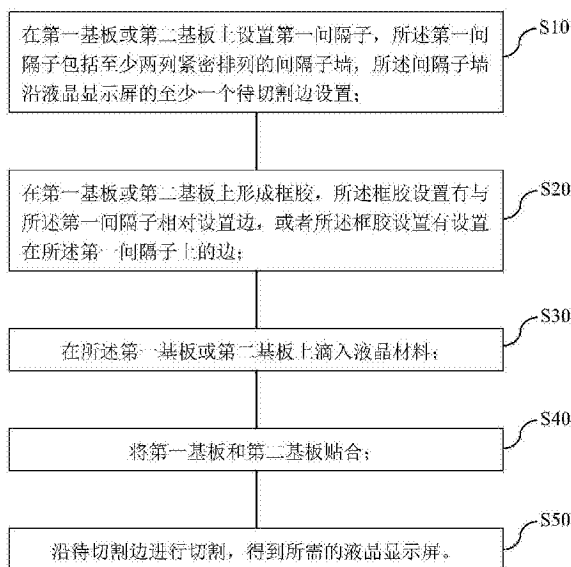 S10
在第一基板或第二基板上设置第一间隔子，所述第一间
隔子包括至少两列紧密排列的间隔子墙，所述间隔子墙
沿液晶显示屏的至少一个待切割边设置；
S20
在第一基板或第二基板上形成框胶，所述框胶设置有与
所述第一间隔子相对设置边，或者所述框胶设置有设置
在所述第一间隔子上的边；
S30
在所述第一基板或第二基板上滴入液晶材料；
S40
将第一基板和第二基板贴合；
S50
沿待切割边进行切割，得到所需的液晶显示屏。